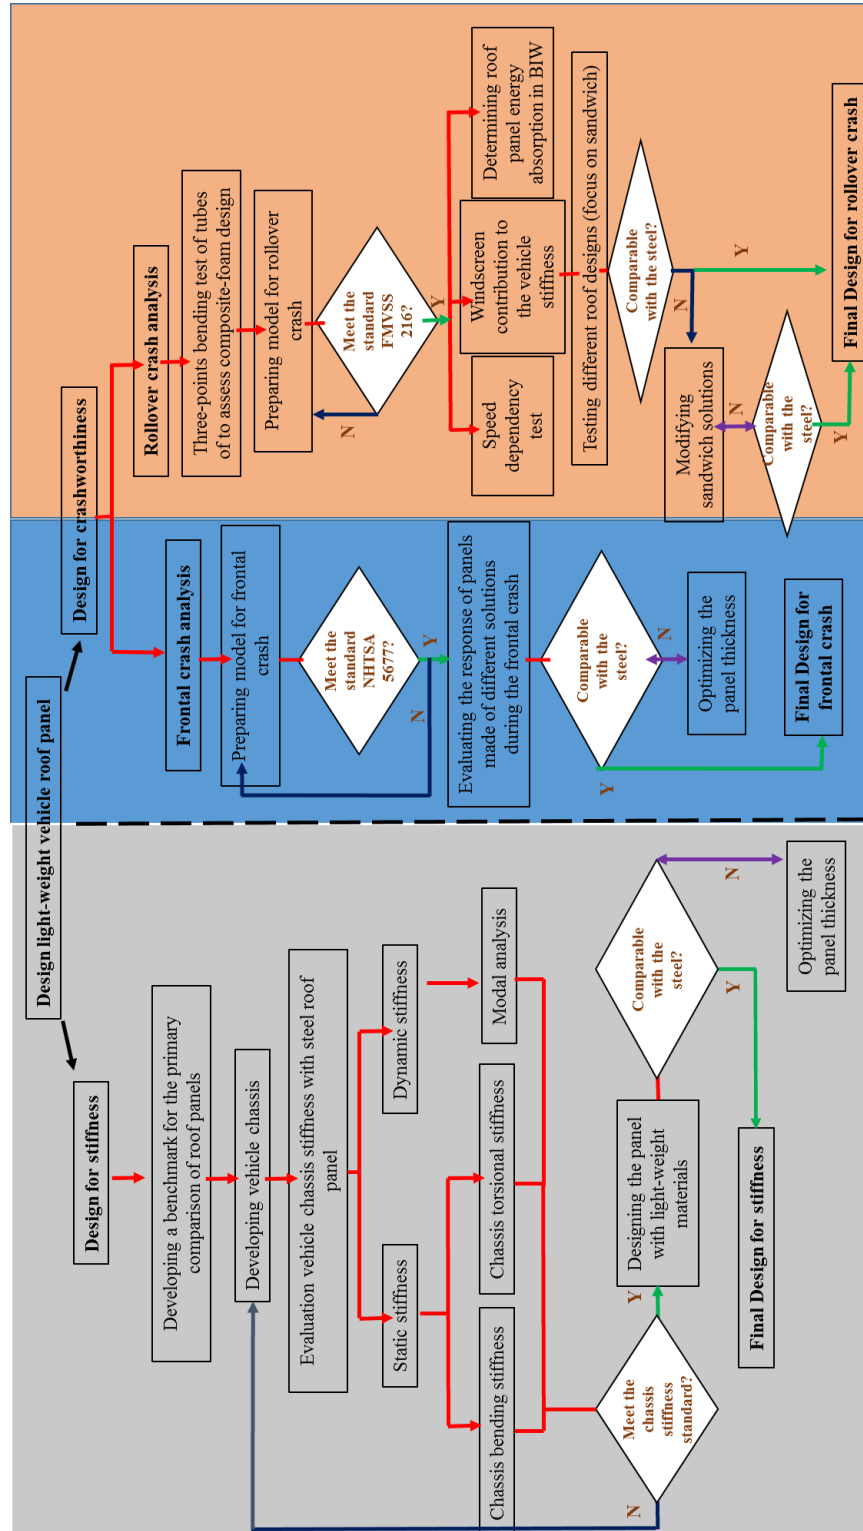 Design light-weight vehicle roof panel
Design for stiffness
Developing a benchmark for the primary
comparison of roof panels
Developing vehicle chassis
Evaluation vehicle chassis stiffness with steel roof
panel
Static stiffness
Dynamic stiffness
Chassis bending stiffness
Chassis torsional stiffness
Modal analysis
Meet the
chassis
stiffness
standard?
N
Y
Designing the panel
with light-weight
materials
Comparable
with the
steel?
N
Y
Optimizing the
panel thickness
Final Design for stiffness
Design for crashworthiness
Frontal crash analysis
Preparing model for frontal
crash
Meet the
standard
NHTSA
5677?
N
Y
Evaluating the response of panels
made of different solutions
during the frontal crash
Comparable
with the
steel?
Y
N
Optimizing the
panel thickness
Final Design for
frontal crash
Rollover crash analysis
Three-points bending test of tubes
of to assess composite-foam design
Preparing model for rollover
crash
Meet the
standard
FMVSS
216?
N
Y
Speed
dependency
test
Windscreen
contribution to
the vehicle
stiffness
Determining roof
panel energy
absorption in BIW
Testing different roof designs (focus on sandwich)
Comparable
with the steel?
N
Y
Modifying
sandwich solutions
N
Comparable
with the
steel?
Y
Final Design for rollover crash